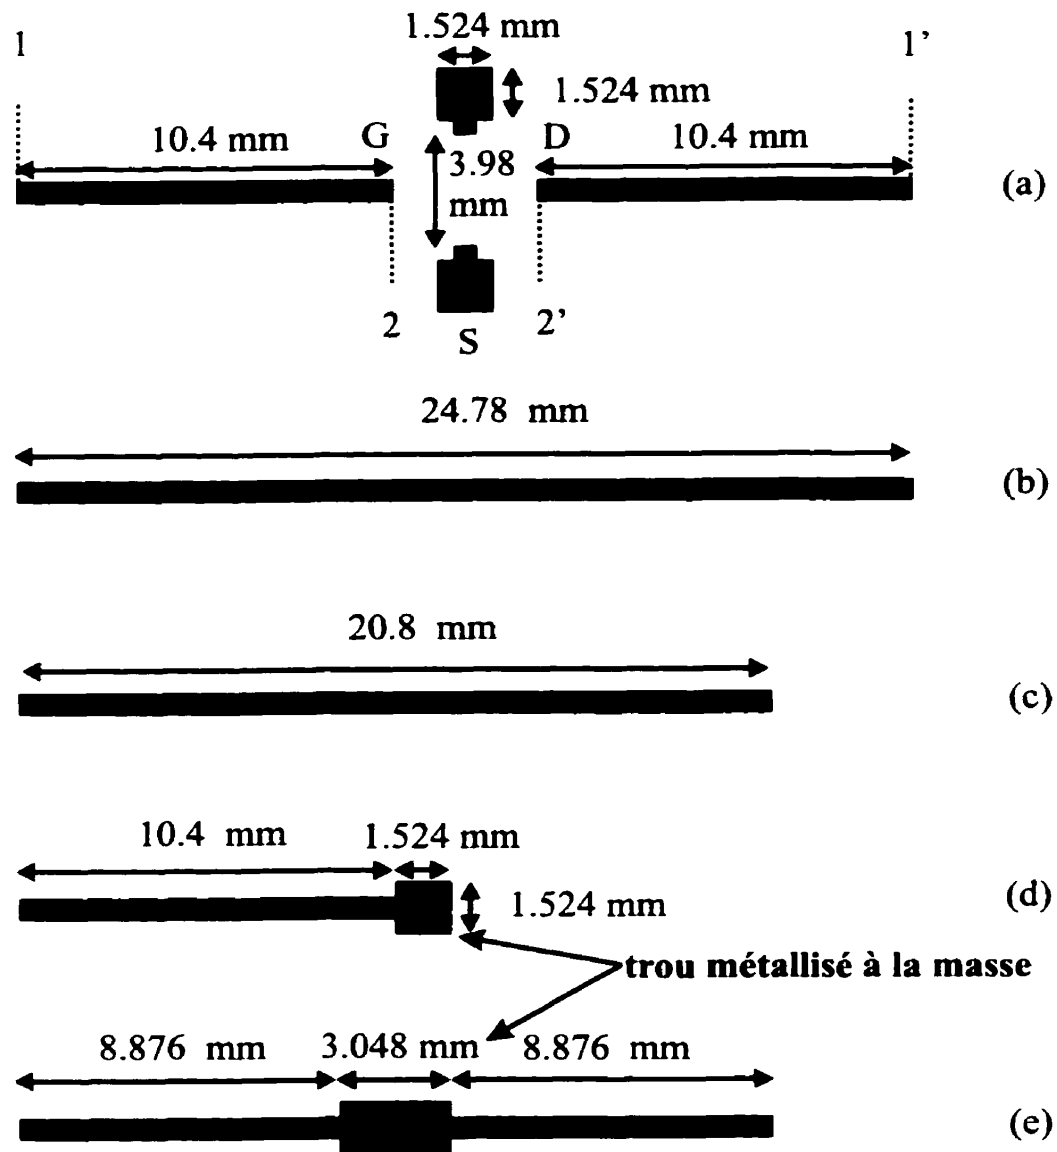 1.524 mm
1
1'
1.524 mm
10.4 mm
G
D
10.4 mm
3.98
mm
(a)
2
S
2'
24.78 mm
(b)
20.8 mm
(c)
10.4 mm
1.524 mm
1.524 mm
(d)
trou métallisé à la masse
8.876 mm
3.048 mm
8.876 mm
(e)